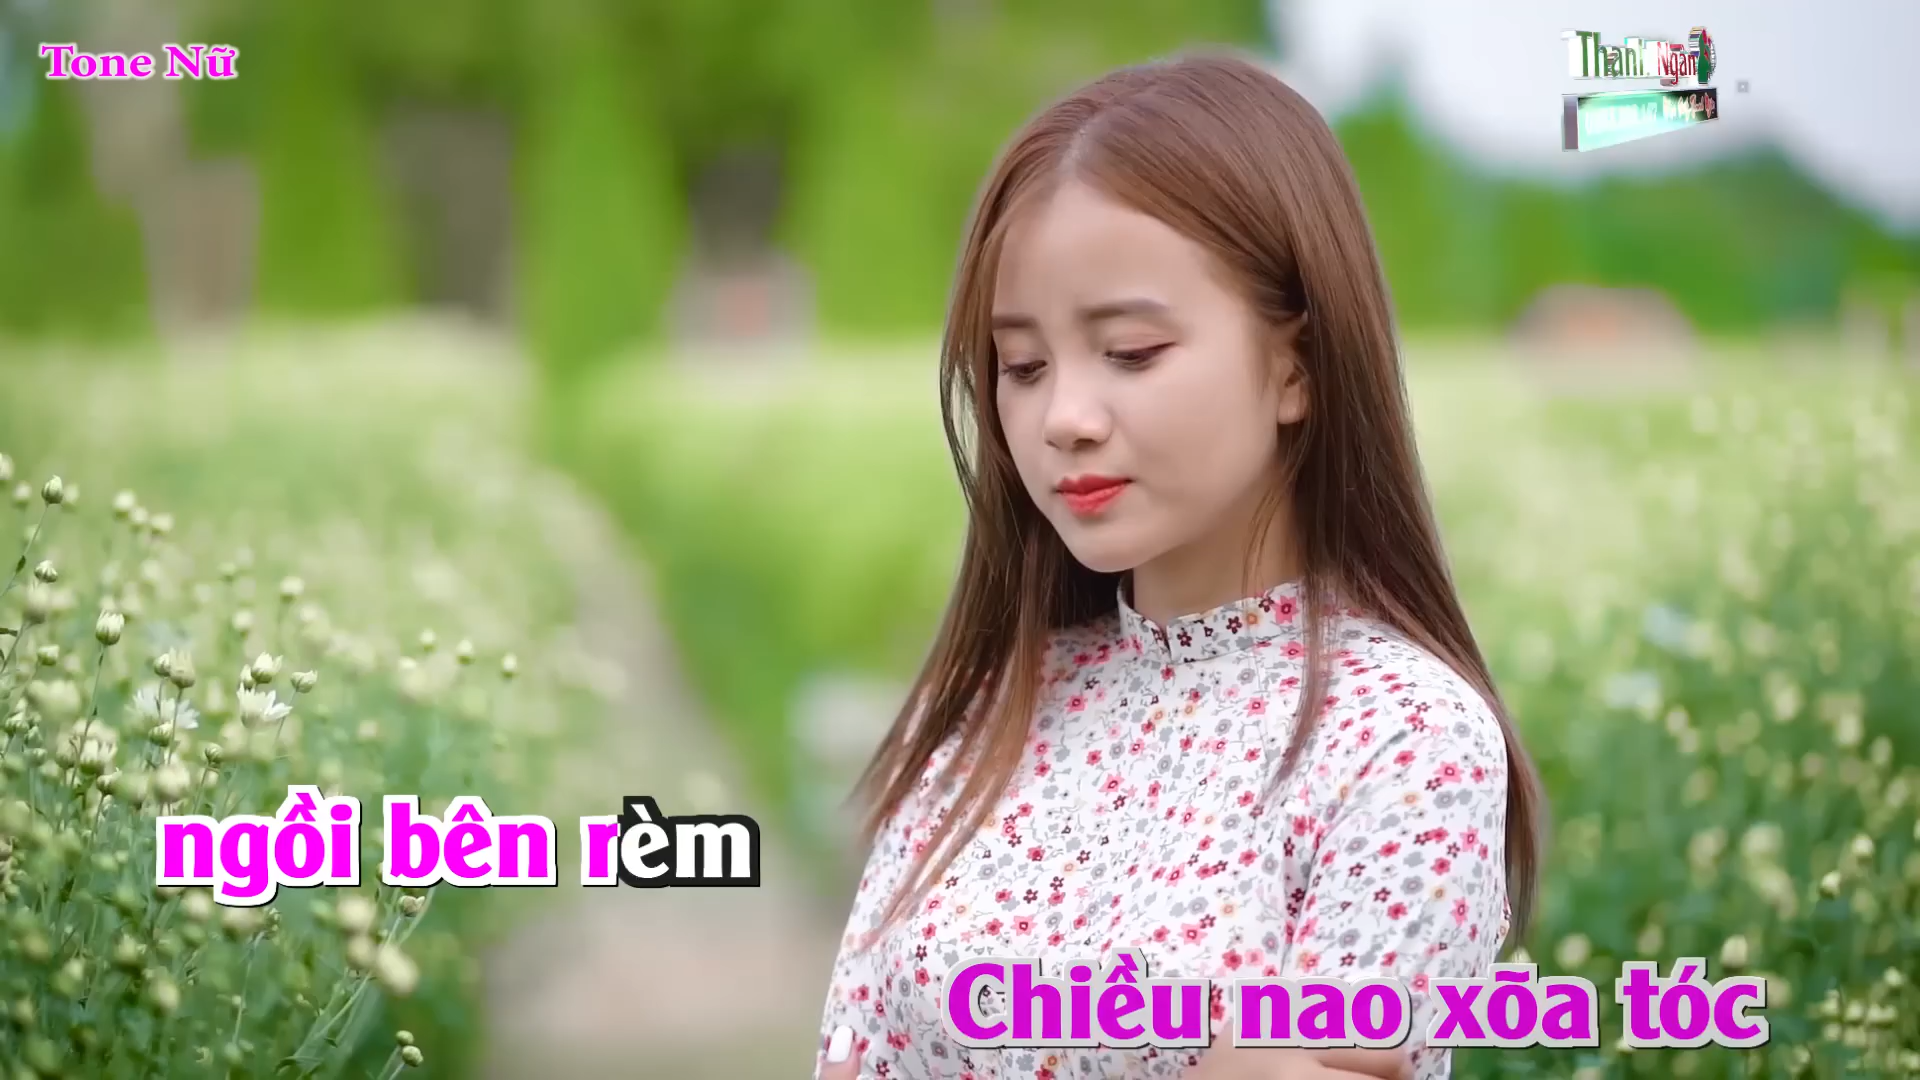 Tone Nữ
Thanh Ngân
ngồi bên rèm
Chiều nao xõa tóc